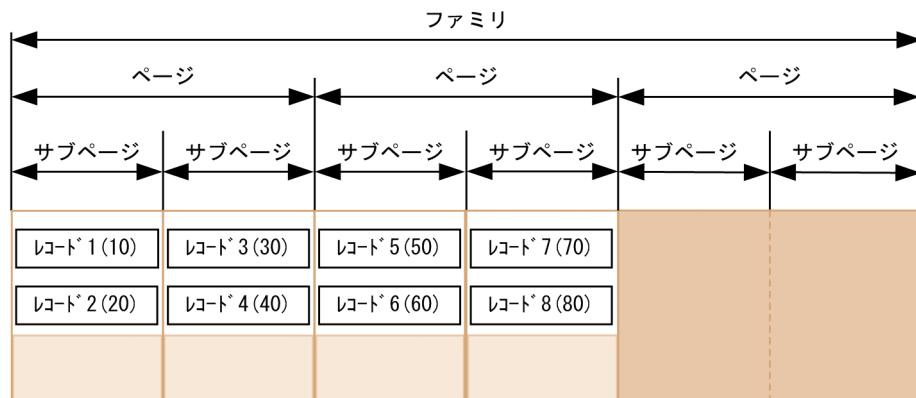 ファミリ
ページ ページ ページ
サブページ サブページ サブページ サブページ サブページ サブページ
ﾚｺｰﾄﾞ1(10) ﾚｺｰﾄﾞ3(30) ﾚｺｰﾄﾞ5(50) ﾚｺｰﾄﾞ7(70)
ﾚｺｰﾄﾞ2(20) ﾚｺｰﾄﾞ4(40) ﾚｺｰﾄﾞ6(60) ﾚｺｰﾄﾞ8(80)